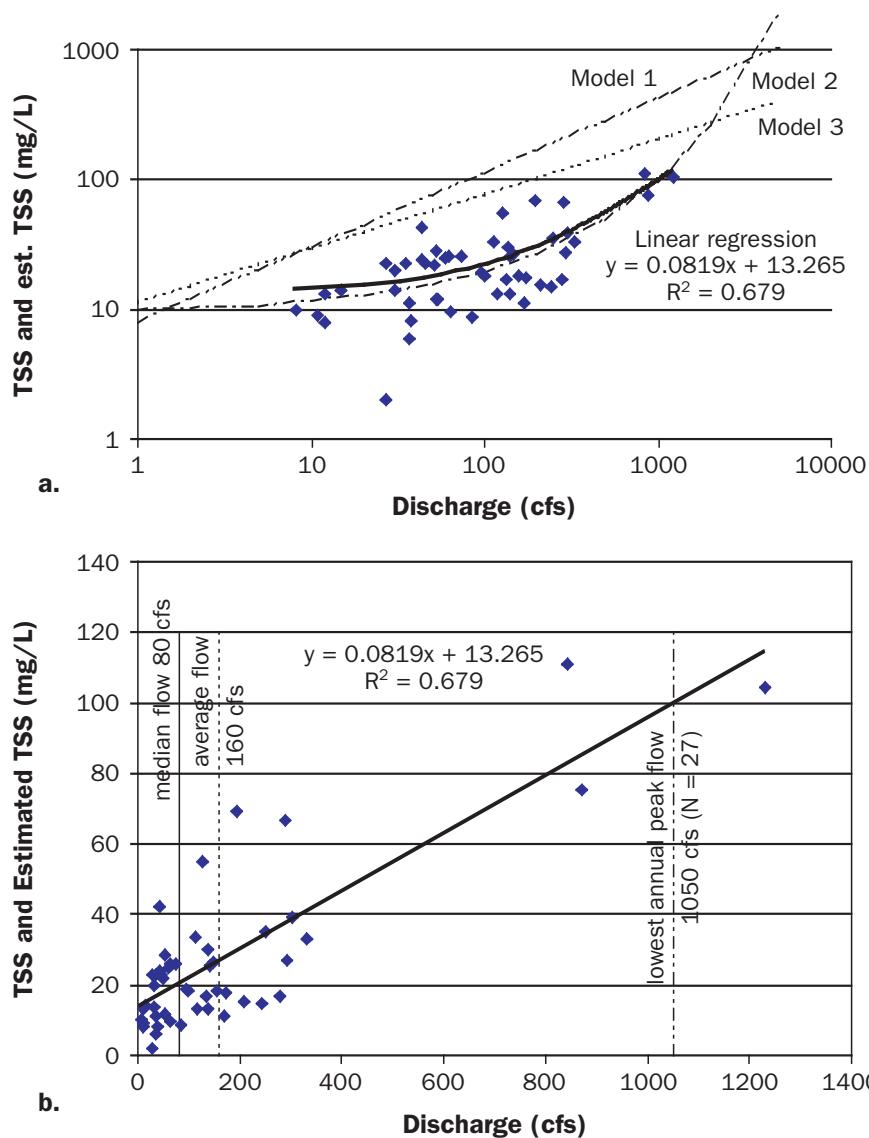 1000
100
10
1
TSS and est. TSS (mg/L)
Model 1
Model 2
Model 3
Linear regression
y = 0.0819x + 13.265
R² = 0.679
1
10
100
1000
10000
a.
Discharge (cfs)
140
120
100
80
60
40
20
0
TSS and Estimated TSS (mg/L)
median flow 80 cfs
average flow
160 cfs
y = 0.0819x + 13.265
R² = 0.679
lowest annual peak flow
1050 cfs (N = 27)
0
200
400
600
800
1000
1200
1400
b.
Discharge (cfs)